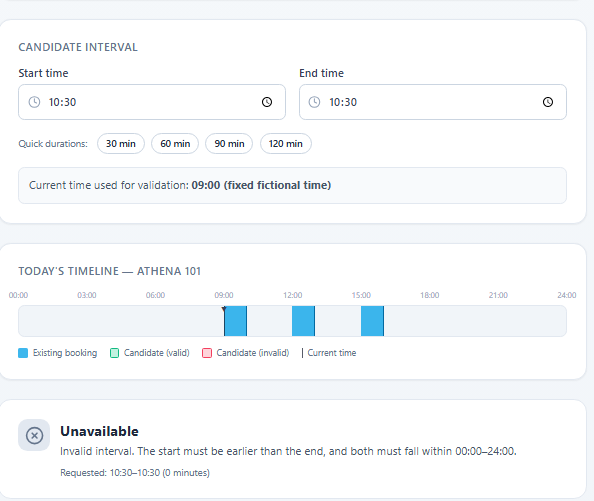 CANDIDATE INTERVAL
Start time End time
10:30 10:30
Quick durations: 30 min 60 min 90 min 120 min
Current time used for validation: 09:00 (fixed fictional time)
TODAY'S TIMELINE — ATHENA 101
00:00 03:00 06:00 09:00 12:00 15:00 18:00 21:00 24:00
Existing booking Candidate (valid) Candidate (invalid) Current time
Unavailable
Invalid interval. The start must be earlier than the end, and both must fall within 00:00–24:00.
Requested: 10:30–10:30 (0 minutes)